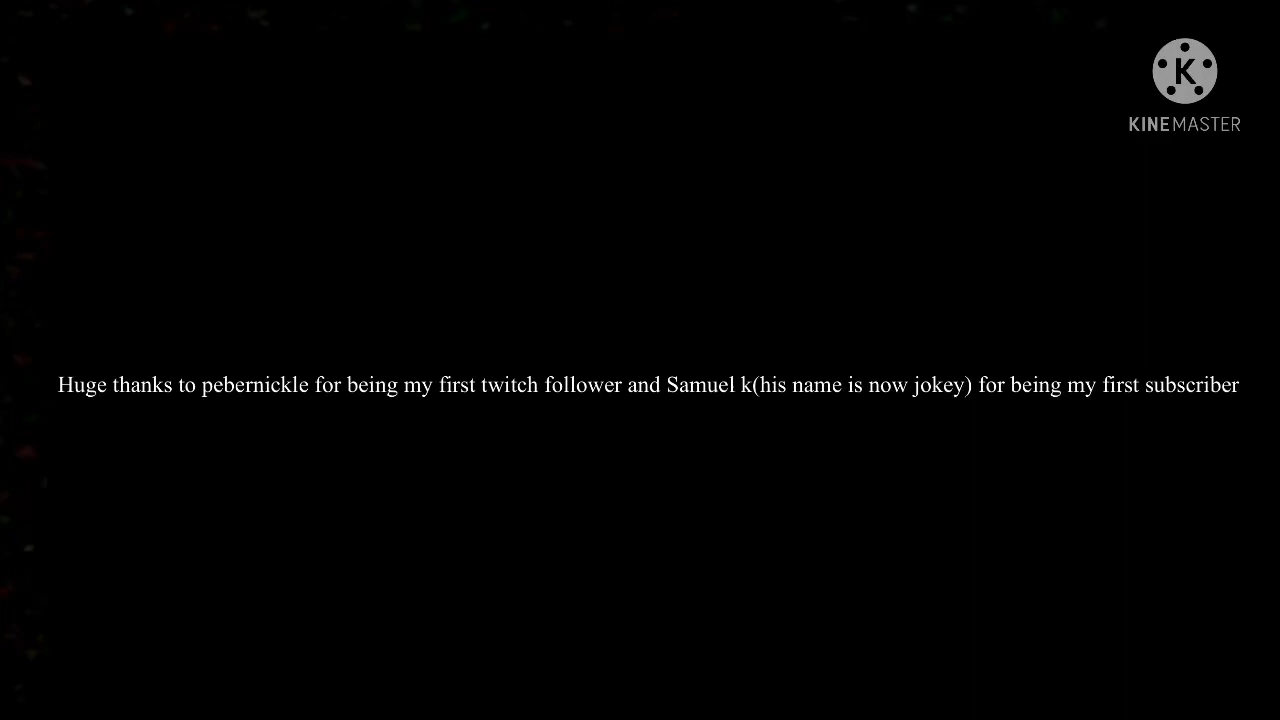 K
KINEMASTER
Huge thanks to pebernickle for being my first twitch follower and Samuel k(his name is now jokey) for being my first subscriber